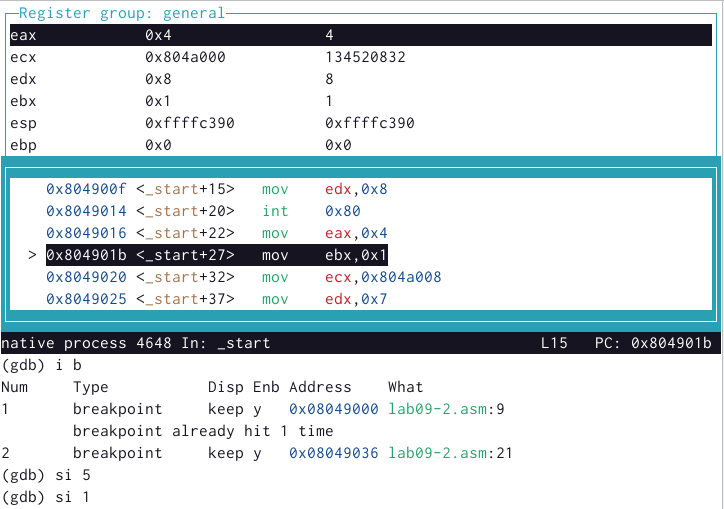 Register group: general
eax 0x4 4
ecx 0x804a000 134520832
edx 0x8 8
ebx 0x1 1
esp 0xffffc390 0xffffc390
ebp 0x0 0x0
0x804900f <_start+15> mov edx,0x8
0x8049014 <_start+20> int 0x80
0x8049016 <_start+22> mov eax,0x4
> 0x804901b <_start+27> mov ebx,0x1
0x8049020 <_start+32> mov ecx,0x804a008
0x8049025 <_start+37> mov edx,0x7
native process 4648 In: _start L15 PC: 0x804901b
(gdb) i b
Num Type Disp Enb Address What
1 breakpoint keep y 0x08049000 lab09-2.asm:9
breakpoint already hit 1 time
2 breakpoint keep y 0x08049036 lab09-2.asm:21
(gdb) si 5
(gdb) si 1